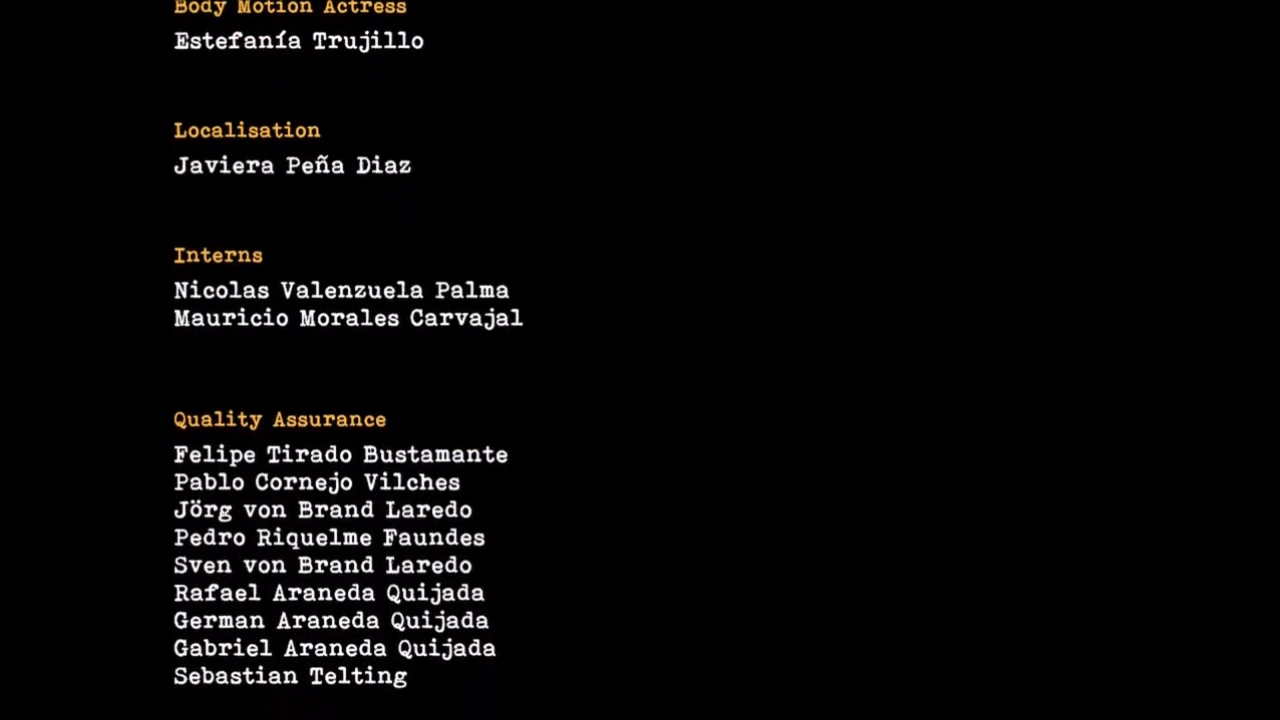 Body Motion Actress
Estefanía Trujillo
Localisation
Javiera Peña Diaz
Interns
Nicolas Valenzuela Palma
Mauricio Morales Carvajal
Quality Assurance
Felipe Tirado Bustamante
Pablo Cornejo Vilches
Jörg von Brand Laredo
Pedro Riquelme Faundes
Sven von Brand Laredo
Rafael Araneda Quijada
German Araneda Quijada
Gabriel Araneda Quijada
Sebastian Telting